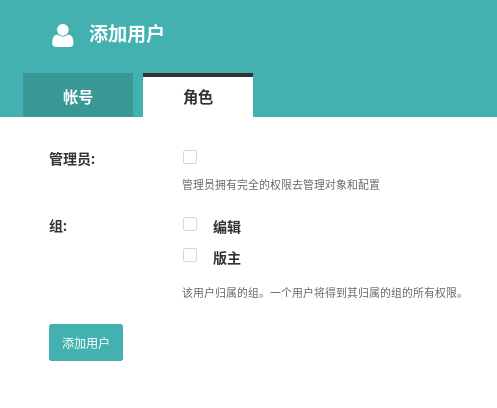 添加用户
帐号
角色
管理员:
管理员拥有完全的权限去管理对象和配置
组:
编辑
版主
该用户归属的组。一个用户将得到其归属的组的所有权限。
添加用户